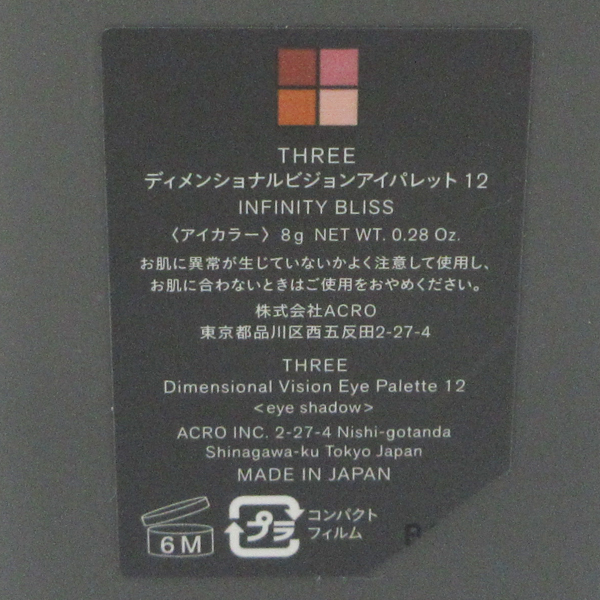 THREE
ディメンショナルビジョンアイパレット 12
INFINITY BLISS
〈アイカラー〉 8g NET WT. 0.28 Oz.
お肌に異常が生じていないかよく注意して使用し、
お肌に合わないときはご使用をおやめください。
株式会社ACRO
東京都品川区西五反田2-27-4
THREE
Dimensional Vision Eye Palette 12
<eye shadow>
ACRO INC. 2-27-4 Nishi-gotanda
Shinagawa-ku Tokyo Japan
MADE IN JAPAN
6M
プラ
コンパクト
フィルム